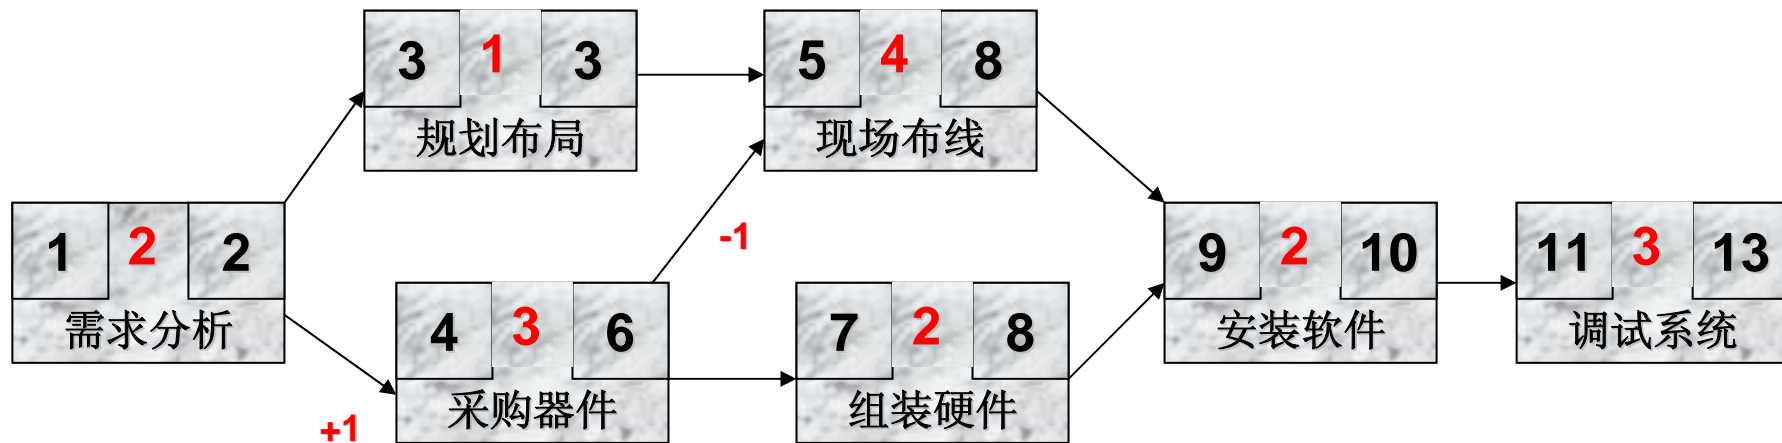 3 1 3
规划布局
5 4 8
现场布线
1 2 2
需求分析
-1
+1
4 3 6
采购器件
7 2 8
组装硬件
9 2 10
安装软件
11 3 13
调试系统